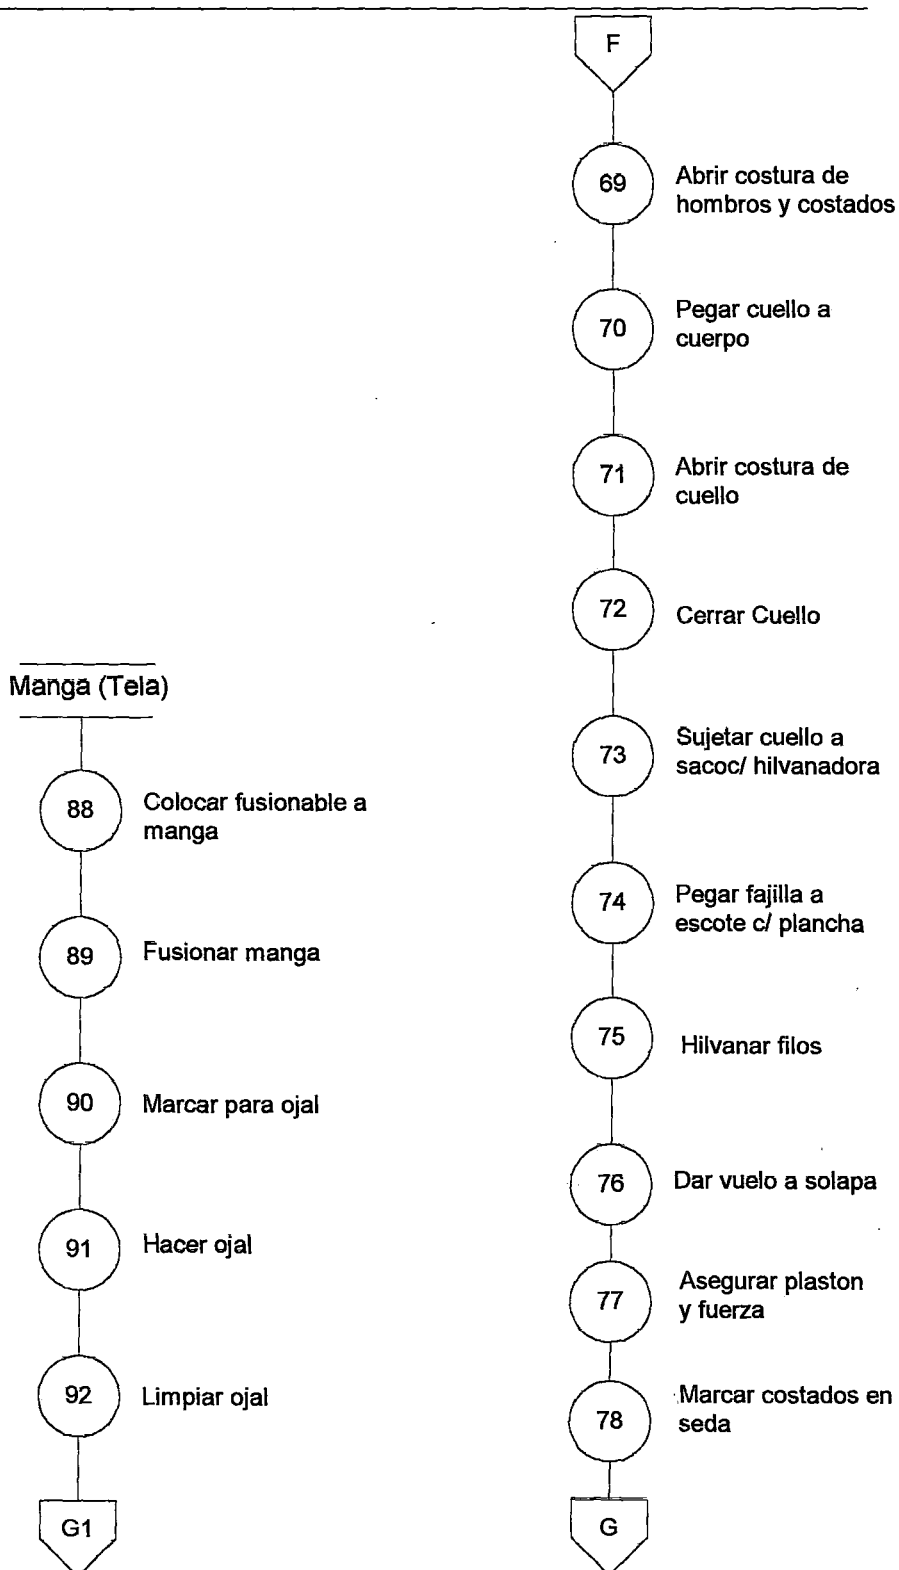 F
69
Abrir costura de
hombros y costados
70
Pegar cuello a
cuerpo
71
Abrir costura de
cuello
72
Cerrar Cuello
73
Sujetar cuello a
sacoc/ hilvanadora
74
Pegar fajilla a
escote c/ plancha
75
Hilvanar filos
76
Dar vuelo a solapa
77
Asegurar plaston
y fuerza
78
Marcar costados en
seda
G
Manga (Tela)
88
Colocar fusionable a
manga
89
Fusionar manga
90
Marcar para ojal
91
Hacer ojal
92
Limpiar ojal
G1